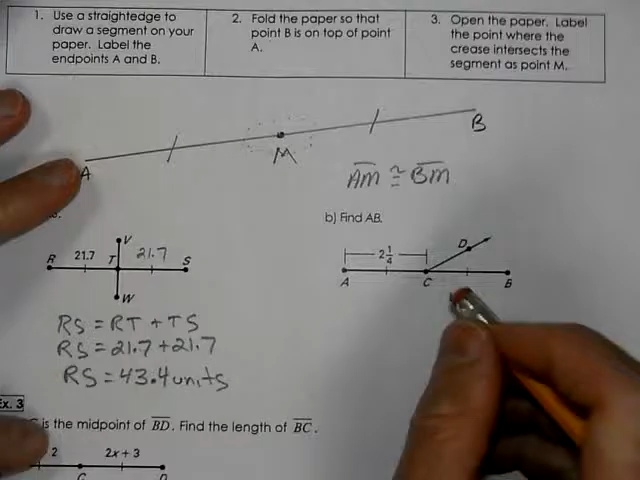 1. Use a straightedge to
draw a segment on your
paper. Label the
endpoints A and B.
2. Fold the paper so that
point B is on top of point
A.
3. Open the paper. Label
the point where the
crease intersects the
segment as point M.
A M B
AM ≅ BM
b) Find AB.
V
R 21.7 T 21.7 S
W
RS = RT + TS
RS = 21.7 + 21.7
RS = 43.4 units
2 1/4 D
A C B
Ex. 3
is the midpoint of BD. Find the length of BC.
2 2x + 3
C D